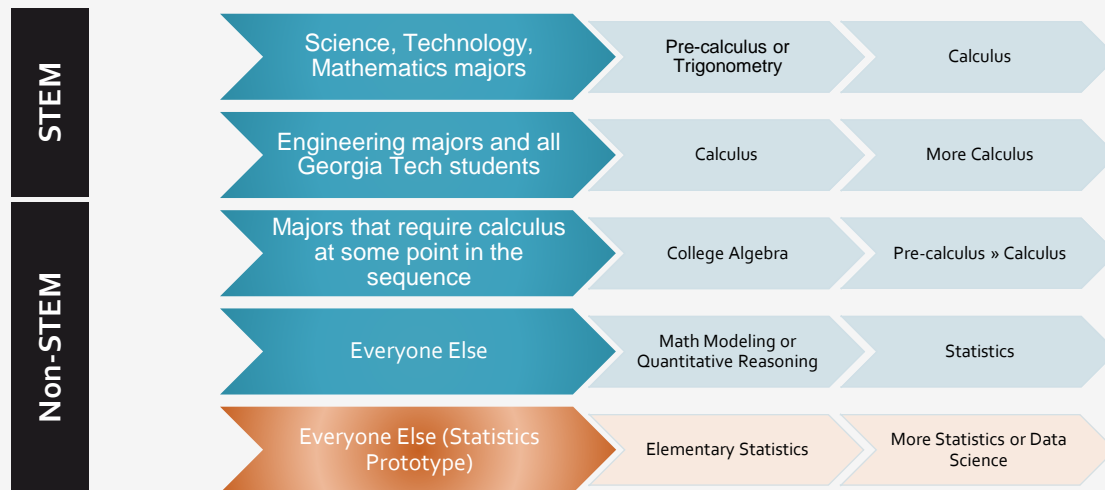 STEM
Science, Technology,
Mathematics majors
Pre-calculus or
Trigonometry
Calculus
Engineering majors and all
Georgia Tech students
Calculus
More Calculus
Non-STEM
Majors that require calculus
at some point in the
sequence
College Algebra
Pre-calculus » Calculus
Everyone Else
Math Modeling or
Quantitative Reasoning
Statistics
Everyone Else (Statistics
Prototype)
Elementary Statistics
More Statistics or Data
Science